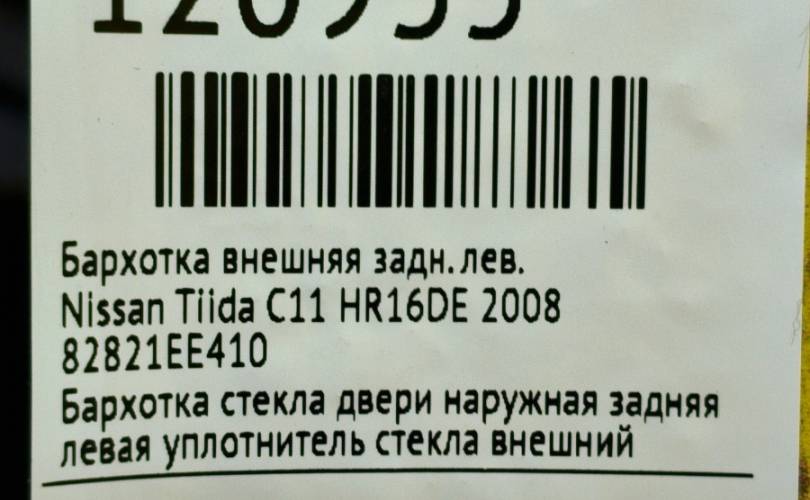 Бархотка внешняя задн. лев.
Nissan Tiida C11 HR16DE 2008
82821EE410
Бархотка стекла двери наружная задняя
левая уплотнитель стекла внешний